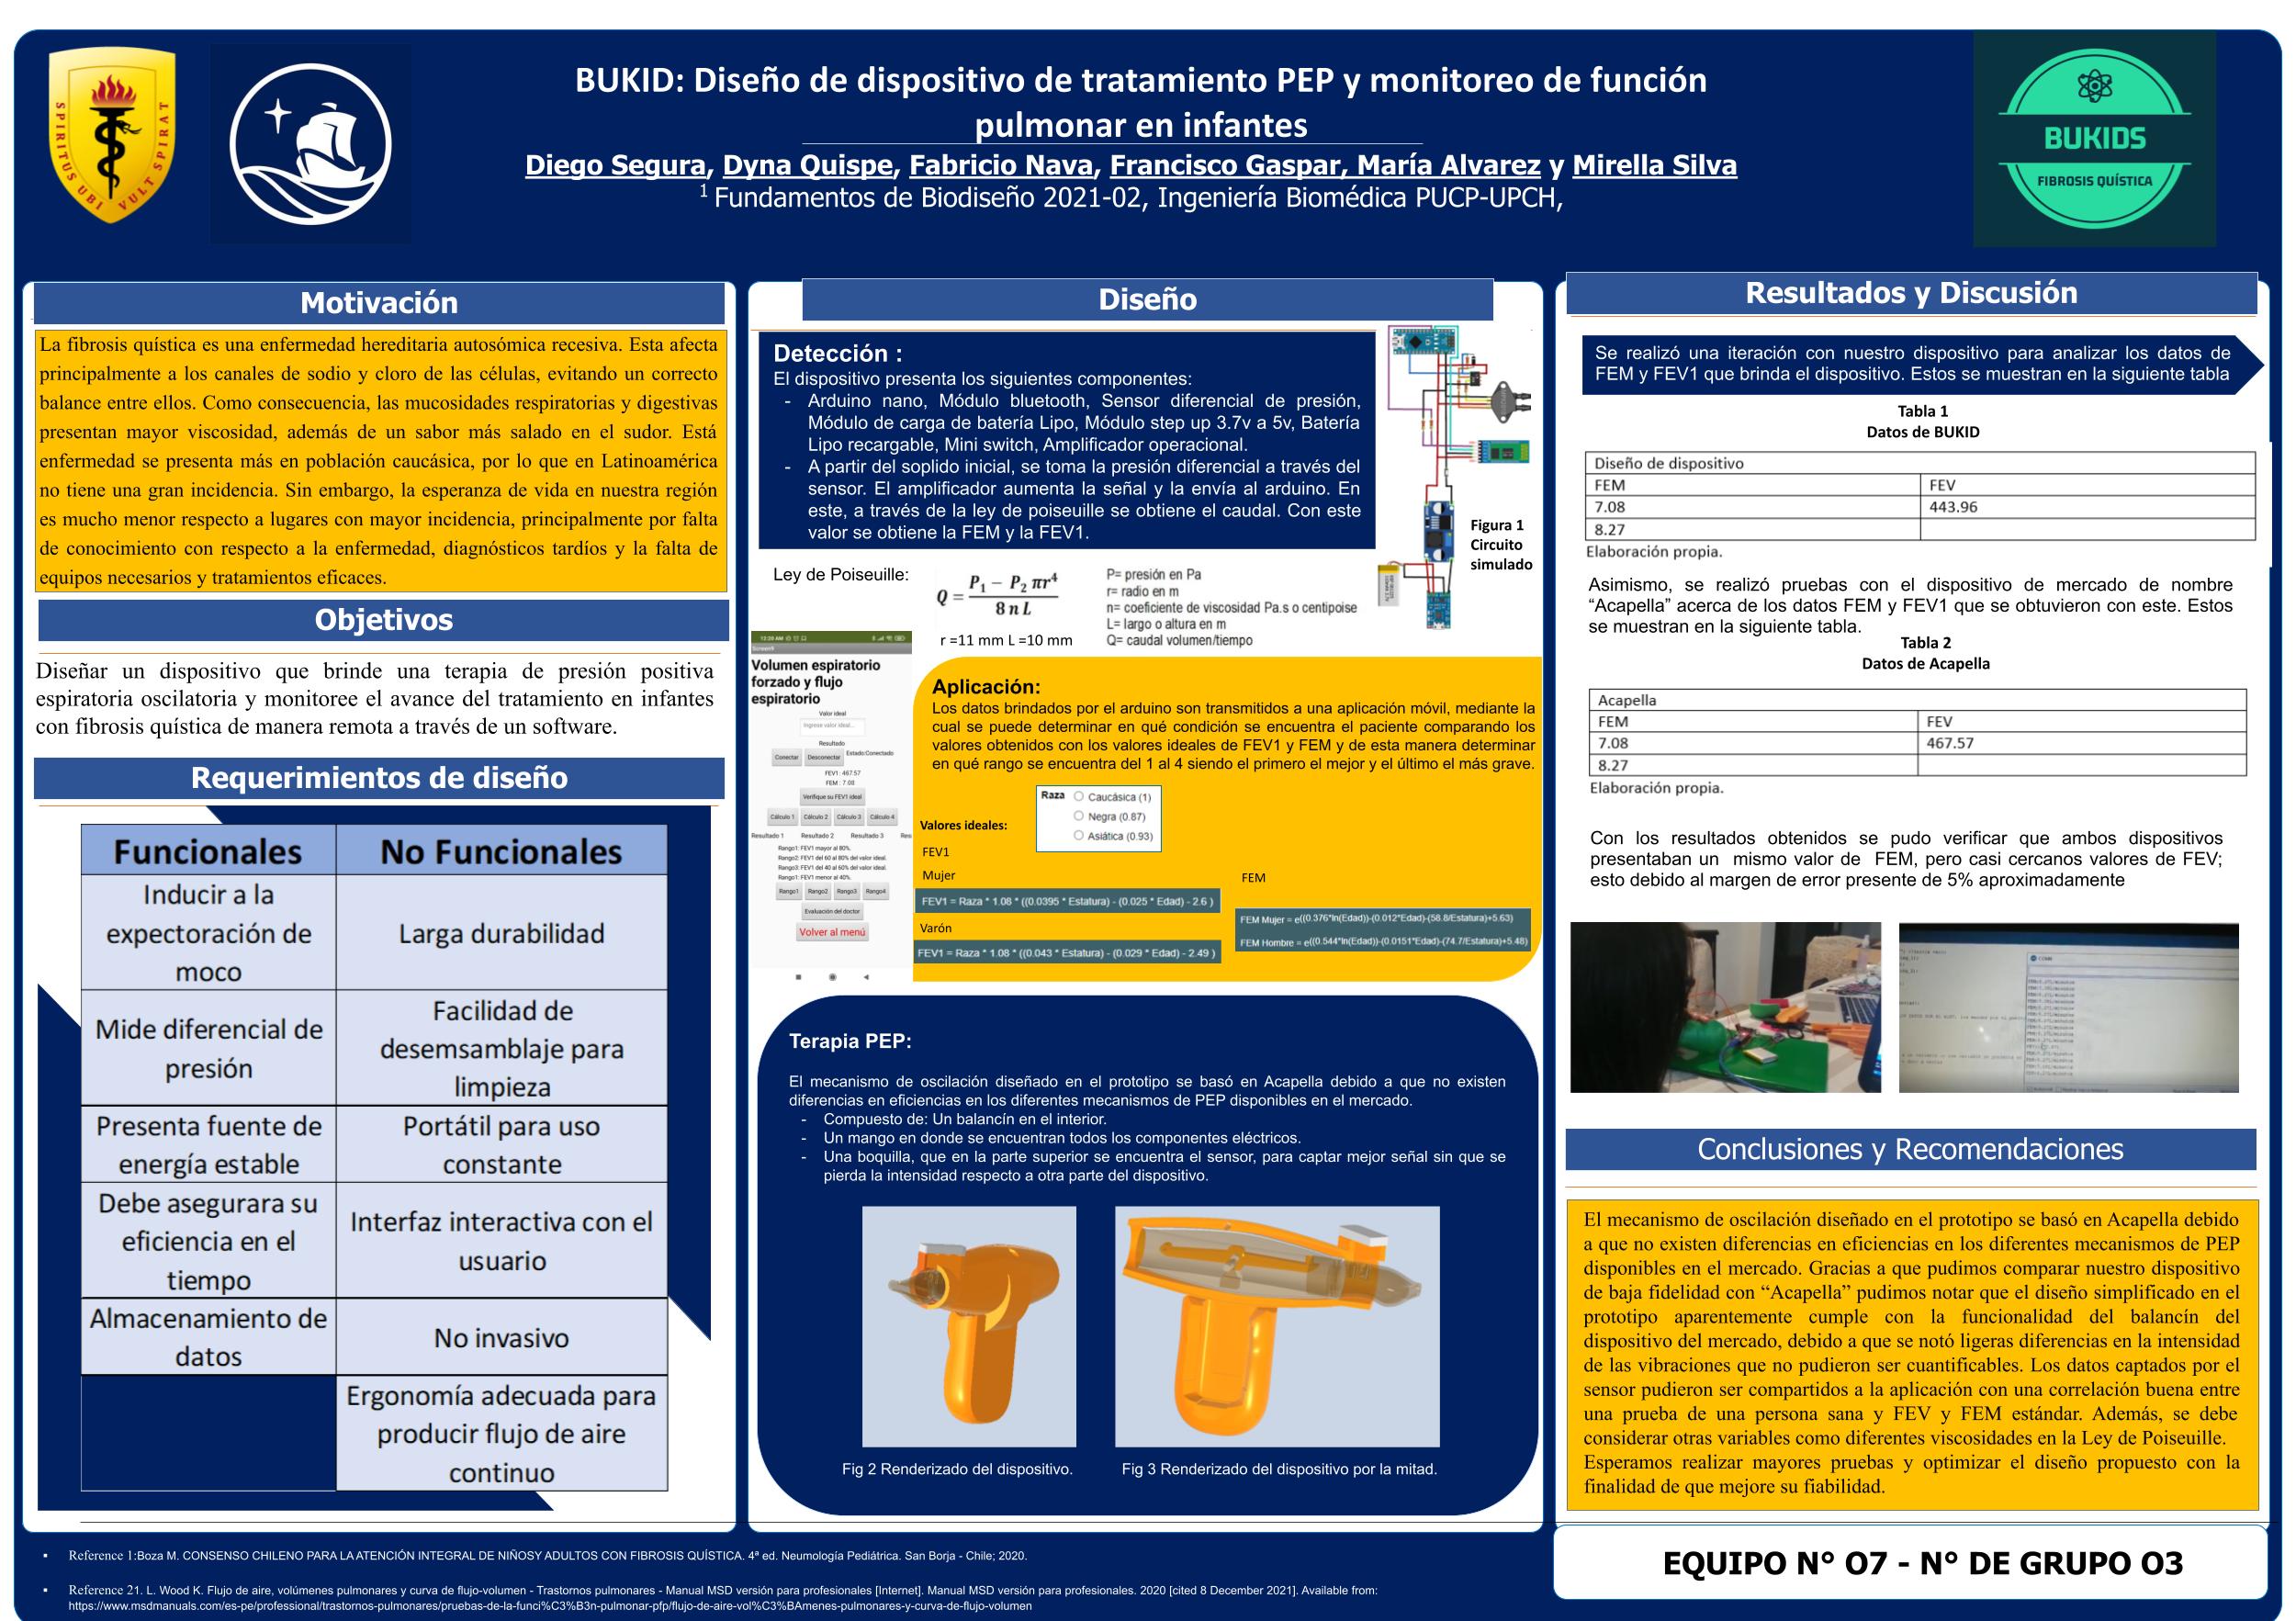 SPIRITUS UBI VULT SPIRAT
BUKID: Diseño de dispositivo de tratamiento PEP y monitoreo de función
pulmonar en infantes
Diego Segura, Dyna Quispe, Fabricio Nava, Francisco Gaspar, María Alvarez y Mirella Silva
1 Fundamentos de Biodiseño 2021-02, Ingeniería Biomédica PUCP-UPCH,
BUKIDS
FIBROSIS QUÍSTICA
Motivación
La fibrosis quística es una enfermedad hereditaria autosómica recesiva. Esta afecta
principalmente a los canales de sodio y cloro de las células, evitando un correcto
balance entre ellos. Como consecuencia, las mucosidades respiratorias y digestivas
presentan mayor viscosidad, además de un sabor más salado en el sudor. Está
enfermedad se presenta más en población caucásica, por lo que en Latinoamérica
no tiene una gran incidencia. Sin embargo, la esperanza de vida en nuestra región
es mucho menor respecto a lugares con mayor incidencia, principalmente por falta
de conocimiento con respecto a la enfermedad, diagnósticos tardíos y la falta de
equipos necesarios y tratamientos eficaces.
Objetivos
Diseñar un dispositivo que brinde una terapia de presión positiva
espiratoria oscilatoria y monitoree el avance del tratamiento en infantes
con fibrosis quística de manera remota a través de un software.
Requerimientos de diseño
Funcionales
No Funcionales
Inducir a la
expectoración de
moco
Larga durabilidad
Mide diferencial de
presión
Facilidad de
desemsamblaje para
limpieza
Presenta fuente de
energía estable
Portátil para uso
constante
Debe asegurara su
eficiencia en el
tiempo
Interfaz interactiva con el
usuario
Almacenamiento de
datos
No invasivo
Ergonomía adecuada para
producir flujo de aire
continuo
Diseño
Detección :
El dispositivo presenta los siguientes componentes:
- Arduino nano, Módulo bluetooth, Sensor diferencial de presión,
Módulo de carga de batería Lipo, Módulo step up 3.7v a 5v, Batería
Lipo recargable, Mini switch, Amplificador operacional.
- A partir del soplido inicial, se toma la presión diferencial a través del
sensor. El amplificador aumenta la señal y la envía al arduino. En
este, a través de la ley de poiseuille se obtiene el caudal. Con este
valor se obtiene la FEM y la FEV1.
Figura 1
Circuito
simulado
Ley de Poiseuille:
Q = P1 − P2 πr⁴ / 8 n L
r =11 mm L =10 mm
P= presión en Pa
r= radio en m
n= coeficiente de viscosidad Pa.s o centipoise
L= largo o altura en m
Q= caudal volumen/tiempo
Screen9
Volumen espiratorio
forzado y flujo
espiratorio
Valor ideal
Ingrese valor ideal...
Resultado
Conectar Desconectar Estado:Conectado
FEV1: 467.57
FEM : 7.08
Verifique su FEV1 ideal
Cálculo 1 Cálculo 2 Cálculo 3 Cálculo 4
Resultado 1 Resultado 2 Resultado 3 Res
Rango1: FEV1 mayor al 80%.
Rango2: FEV1 del 60 al 80% del valor ideal.
Rango3: FEV1 del 40 al 60% del valor ideal.
Rango1: FEV1 menor al 40%.
Rango1 Rango2 Rango3 Rango4
Evaluación del doctor
Volver al menú
Aplicación:
Los datos brindados por el arduino son transmitidos a una aplicación móvil, mediante la
cual se puede determinar en qué condición se encuentra el paciente comparando los
valores obtenidos con los valores ideales de FEV1 y FEM y de esta manera determinar
en qué rango se encuentra del 1 al 4 siendo el primero el mejor y el último el más grave.
Raza Caucásica (1)
Negra (0.87)
Asiática (0.93)
Valores ideales:
FEV1
Mujer
FEV1 = Raza * 1.08 * ((0.0395 * Estatura) - (0.025 * Edad) - 2.6 )
Varón
FEV1 = Raza * 1.08 * ((0.043 * Estatura) - (0.029 * Edad) - 2.49 )
FEM
FEM Mujer = e((0.376*ln(Edad))-(0.012*Edad)-(58.8/Estatura)+5.63)
FEM Hombre = e((0.544*ln(Edad))-(0.0151*Edad)-(74.7/Estatura)+5.48)
Terapia PEP:
El mecanismo de oscilación diseñado en el prototipo se basó en Acapella debido a que no existen
diferencias en eficiencias en los diferentes mecanismos de PEP disponibles en el mercado.
- Compuesto de: Un balancín en el interior.
- Un mango en donde se encuentran todos los componentes eléctricos.
- Una boquilla, que en la parte superior se encuentra el sensor, para captar mejor señal sin que se
pierda la intensidad respecto a otra parte del dispositivo.
Fig 2 Renderizado del dispositivo.
Fig 3 Renderizado del dispositivo por la mitad.
Resultados y Discusión
Se realizó una iteración con nuestro dispositivo para analizar los datos de
FEM y FEV1 que brinda el dispositivo. Estos se muestran en la siguiente tabla
Tabla 1
Datos de BUKID
Diseño de dispositivo
FEM FEV
7.08 443.96
8.27
Elaboración propia.
Asimismo, se realizó pruebas con el dispositivo de mercado de nombre
“Acapella” acerca de los datos FEM y FEV1 que se obtuvieron con este. Estos
se muestran en la siguiente tabla.
Tabla 2
Datos de Acapella
Acapella
FEM FEV
7.08 467.57
8.27
Elaboración propia.
Con los resultados obtenidos se pudo verificar que ambos dispositivos
presentaban un mismo valor de FEM, pero casi cercanos valores de FEV;
esto debido al margen de error presente de 5% aproximadamente
Conclusiones y Recomendaciones
El mecanismo de oscilación diseñado en el prototipo se basó en Acapella debido
a que no existen diferencias en eficiencias en los diferentes mecanismos de PEP
disponibles en el mercado. Gracias a que pudimos comparar nuestro dispositivo
de baja fidelidad con “Acapella” pudimos notar que el diseño simplificado en el
prototipo aparentemente cumple con la funcionalidad del balancín del
dispositivo del mercado, debido a que se notó ligeras diferencias en la intensidad
de las vibraciones que no pudieron ser cuantificables. Los datos captados por el
sensor pudieron ser compartidos a la aplicación con una correlación buena entre
una prueba de una persona sana y FEV y FEM estándar. Además, se debe
considerar otras variables como diferentes viscosidades en la Ley de Poiseuille.
Esperamos realizar mayores pruebas y optimizar el diseño propuesto con la
finalidad de que mejore su fiabilidad.
▪ Reference 1:Boza M. CONSENSO CHILENO PARA LA ATENCIÓN INTEGRAL DE NIÑOSY ADULTOS CON FIBROSIS QUÍSTICA. 4ª ed. Neumología Pediátrica. San Borja - Chile; 2020.
▪ Reference 21. L. Wood K. Flujo de aire, volúmenes pulmonares y curva de flujo-volumen - Trastornos pulmonares - Manual MSD versión para profesionales [Internet]. Manual MSD versión para profesionales. 2020 [cited 8 December 2021]. Available from:
https://www.msdmanuals.com/es-pe/professional/trastornos-pulmonares/pruebas-de-la-funci%C3%B3n-pulmonar-pfp/flujo-de-aire-vol%C3%BAmenes-pulmonares-y-curva-de-flujo-volumen
EQUIPO N° O7 - N° DE GRUPO O3